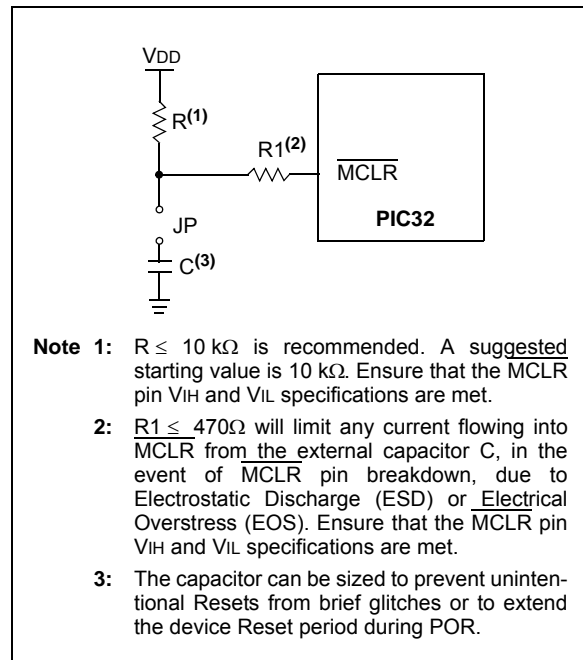 VDD
R(1)
R1(2)
MCLR
JP
PIC32
C(3)
Note 1: R ≤ 10 kΩ is recommended. A suggested
starting value is 10 kΩ. Ensure that the MCLR
pin VIH and VIL specifications are met.
2: R1 ≤ 470Ω will limit any current flowing into
MCLR from the external capacitor C, in the
event of MCLR pin breakdown, due to
Electrostatic Discharge (ESD) or Electrical
Overstress (EOS). Ensure that the MCLR pin
VIH and VIL specifications are met.
3: The capacitor can be sized to prevent uninten-
tional Resets from brief glitches or to extend
the device Reset period during POR.